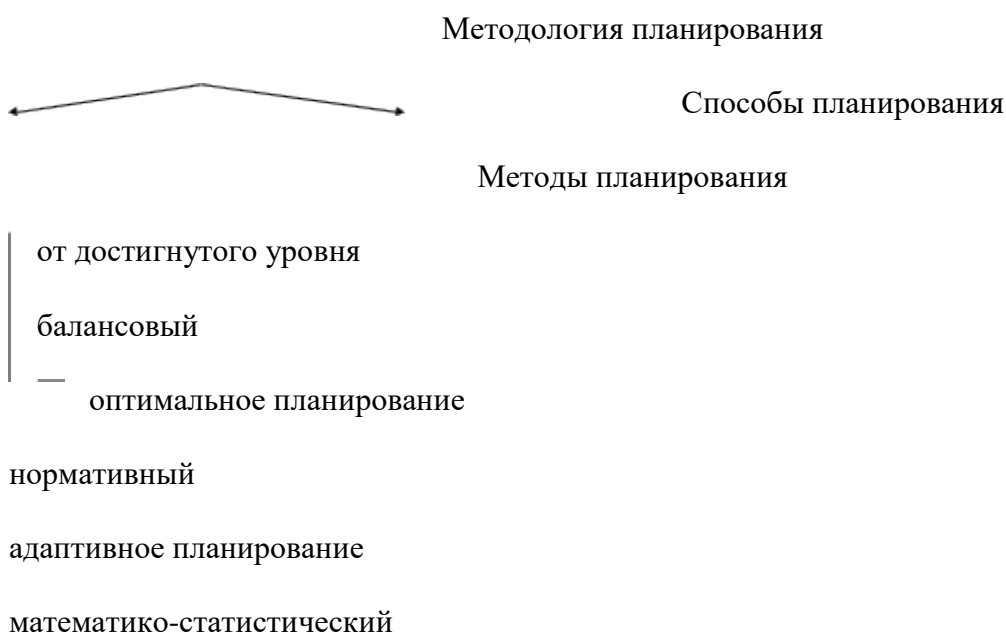 Методология планирования
Способы планирования
Методы планирования
от достигнутого уровня
балансовый
оптимальное планирование
нормативный
адаптивное планирование
математико-статистический